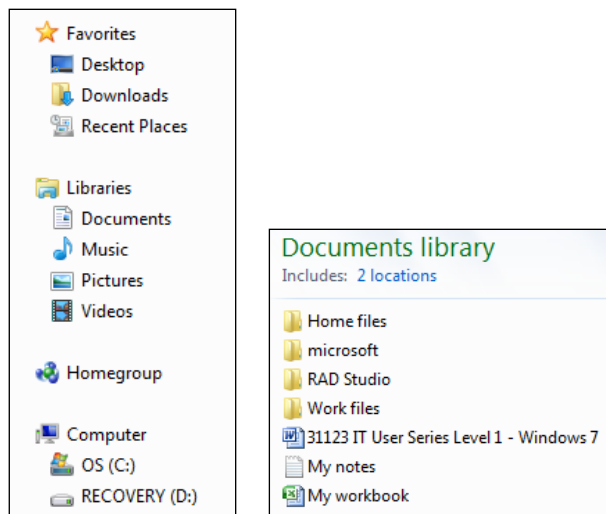 Favorites
Desktop
Downloads
Recent Places
Libraries
Documents
Music
Pictures
Videos
Homegroup
Computer
OS (C:)
RECOVERY (D:)
Documents library
Includes: 2 locations
Home files
microsoft
RAD Studio
Work files
31123 IT User Series Level 1 - Windows 7
My notes
My workbook